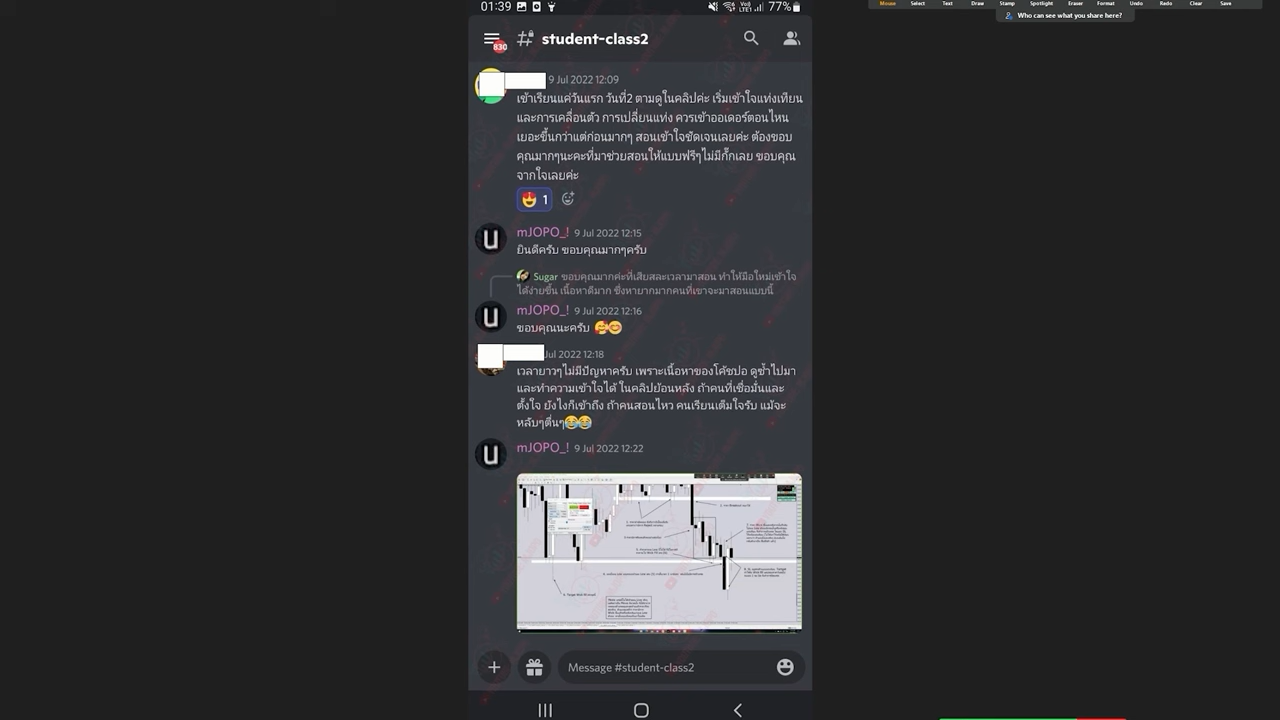 Mouse Select Text Draw Stamp Spotlight Eraser Format Undo Redo Clear Save
Who can see what you share here?
01:39
77%
830
student-class2
9 Jul 2022 12:09
เข้าเรียนแค่วันแรก วันที่2 ตามดูในคลิปค่ะ เริ่มเข้าใจแท่งเทียน
และการเคลื่อนตัว การเปลี่ยนแท่ง ควรเข้าออเดอร์ตอนไหน
เยอะขึ้นกว่าแต่ก่อนมากๆ สอนเข้าใจชัดเจนเลยค่ะ ต้องขอบ
คุณมากๆนะคะที่มาช่วยสอนให้แบบฟรีๆไม่มีกั๊กเลย ขอบคุณ
จากใจเลยค่ะ
😍 1
mJOPO_! 9 Jul 2022 12:15
ยินดีครับ ขอบคุณมากๆครับ
Sugar ขอบคุณมากค่ะที่เสียสละเวลามาสอน ทำให้มือใหม่เข้าใจ
ได้ง่ายขึ้น เนื้อหาดีมาก ซึ่งหายากมากคนที่เขาจะมาสอนแบบนี้
mJOPO_! 9 Jul 2022 12:16
ขอบคุณนะครับ 🥰😊
Jul 2022 12:18
เวลายาวๆไม่มีปัญหาครับ เพราะเนื้อหาของโค้ชปอ ดูซ้ำไปมา
และทำความเข้าใจได้ ในคลิปย้อนหลัง ถ้าคนที่เชื่อมั่นและ
ตั้งใจ ยังไงก็เข้าถึง ถ้าคนสอนไหว คนเรียนเต็มใจรับ แม้จะ
หลับๆตื่นๆ😂😂
mJOPO_! 9 Jul 2022 12:22
Message #student-class2